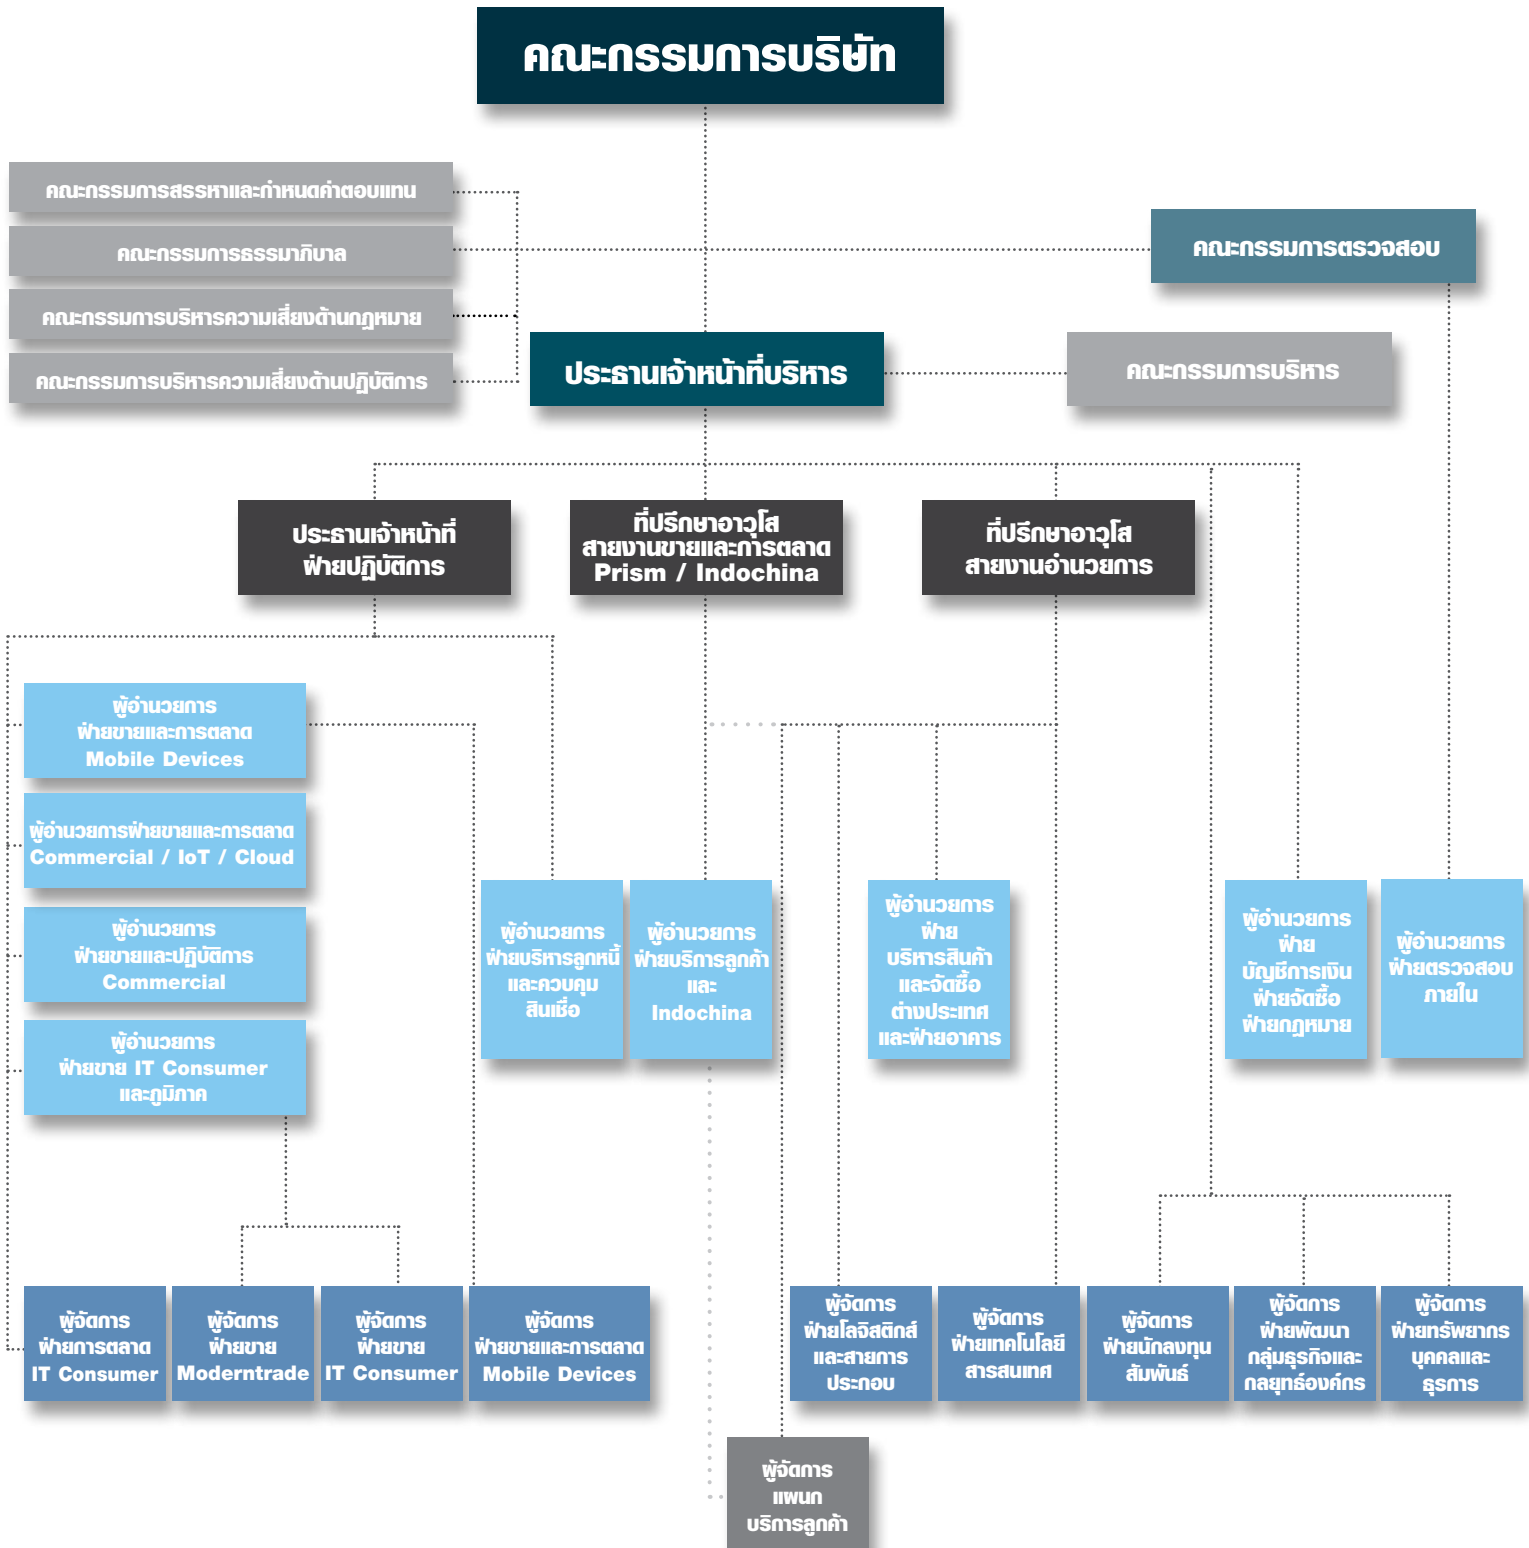 คณะกรรมการบริษัท
คณะกรรมการสรรหาและกำหนดค่าตอบแทน
คณะกรรมการธรรมาภิบาล
คณะกรรมการตรวจสอบ
คณะกรรมการบริหารความเสี่ยงด้านกฎหมาย
คณะกรรมการบริหารความเสี่ยงด้านปฏิบัติการ
ประธานเจ้าหน้าที่บริหาร
คณะกรรมการบริหาร
ประธานเจ้าหน้าที่
ฝ่ายปฏิบัติการ
ที่ปรึกษาอาวุโส
สายงานขายและการตลาด
Prism / Indochina
ที่ปรึกษาอาวุโส
สายงานอำนวยการ
ผู้อำนวยการ
ฝ่ายขายและการตลาด
Mobile Devices
ผู้อำนวยการฝ่ายขายและการตลาด
Commercial / IoT / Cloud
ผู้อำนวยการ
ฝ่ายขายและปฏิบัติการ
Commercial
ผู้อำนวยการ
ฝ่ายขาย IT Consumer
และภูมิภาค
ผู้อำนวยการ
ฝ่ายบริหารลูกหนี้
และควบคุม
สินเชื่อ
ผู้อำนวยการ
ฝ่ายบริการลูกค้า
และ
Indochina
ผู้อำนวยการ
ฝ่าย
บริหารสินค้า
และจัดซื้อ
ต่างประเทศ
และฝ่ายอาคาร
ผู้อำนวยการ
ฝ่าย
บัญชีการเงิน
ฝ่ายจัดซื้อ
ฝ่ายกฎหมาย
ผู้อำนวยการ
ฝ่ายตรวจสอบ
ภายใน
ผู้จัดการ
ฝ่ายการตลาด
IT Consumer
ผู้จัดการ
ฝ่ายขาย
Moderntrade
ผู้จัดการ
ฝ่ายขาย
IT Consumer
ผู้จัดการ
ฝ่ายขายและการตลาด
Mobile Devices
ผู้จัดการ
ฝ่ายโลจิสติกส์
และสายการ
ประกอบ
ผู้จัดการ
ฝ่ายเทคโนโลยี
สารสนเทศ
ผู้จัดการ
ฝ่ายนักลงทุน
สัมพันธ์
ผู้จัดการ
ฝ่ายพัฒนา
กลุ่มธุรกิจและ
กลยุทธ์องค์กร
ผู้จัดการ
ฝ่ายทรัพยากร
บุคคลและ
ธุรการ
ผู้จัดการ
แผนก
บริการลูกค้า